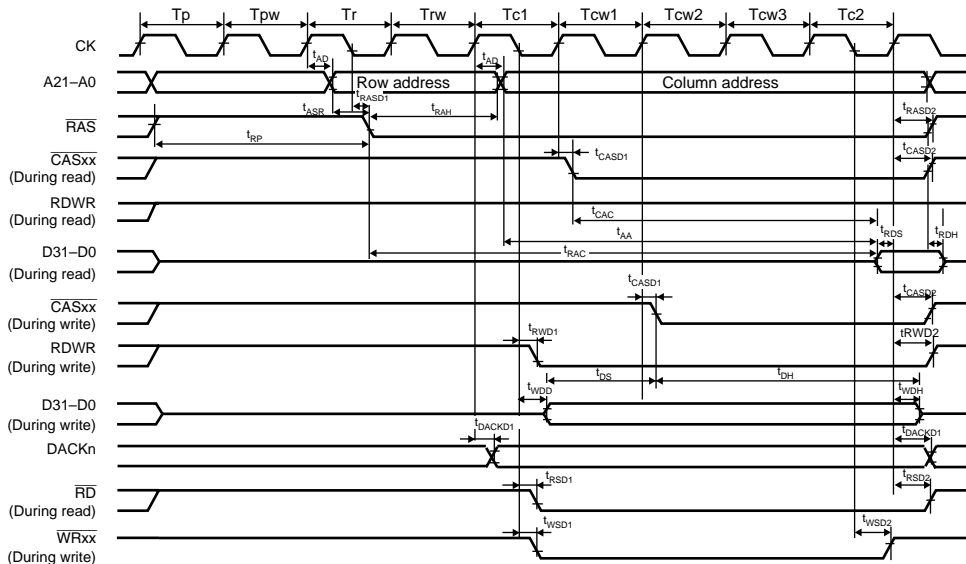 Tp Tpw Tr Trw Tc1 Tcw1 Tcw2 Tcw3 Tc2
CK
tAD tAD
A21–A0 Row address Column address
tRASD1
tASR tRAH tRASD2
RAS
tRP
CASxx tCASD1 tCASD2
(During read)
RDWR
(During read) tCAC
tAA tRDS tRDH
D31–D0 tRAC
(During read)
tCASD1 tCASD2
CASxx
(During write)
RDWR tRWD1 tRWD2
(During write)
tDS tDH
tWDD tWDH
D31–D0
(During write)
tDACKD1 tDACKD1
DACKn
tRSD1 tRSD2
RD
(During read)
tWSD1 tWSD2
WRxx
(During write)